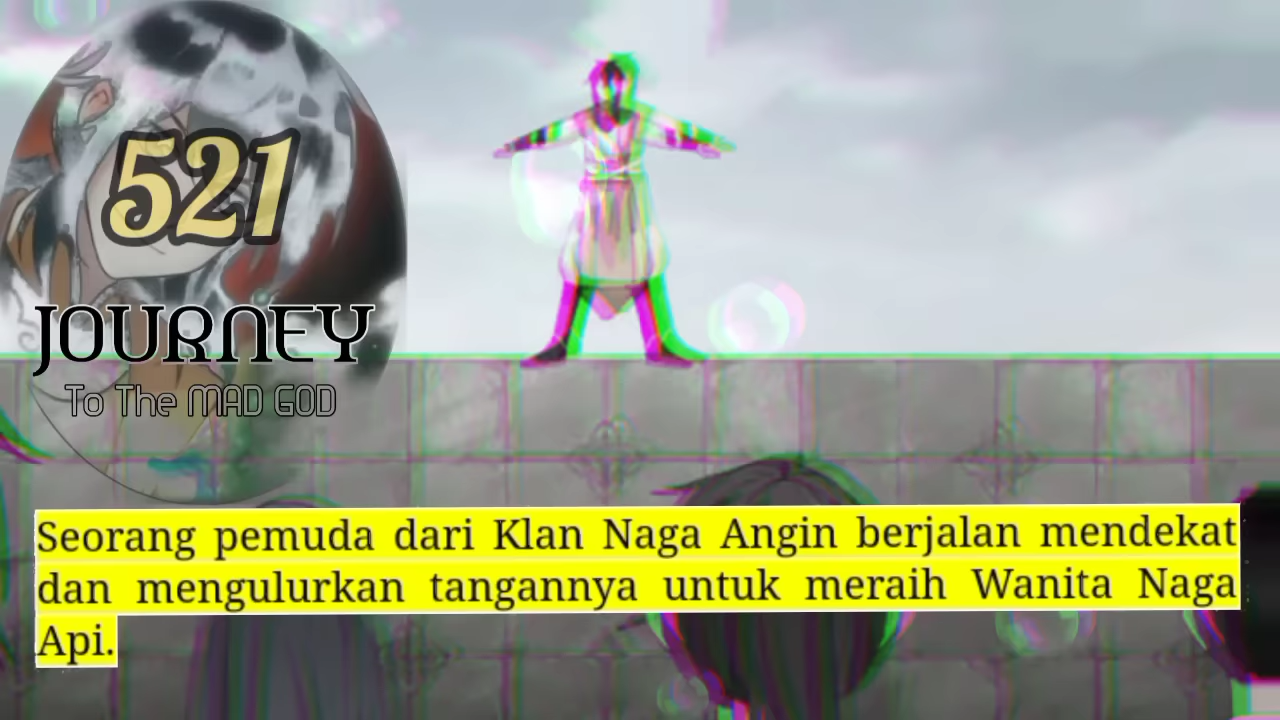 521
JOURNEY
To The MAD GOD
Seorang pemuda dari Klan Naga Angin berjalan mendekat
dan mengulurkan tangannya untuk meraih Wanita Naga
Api.